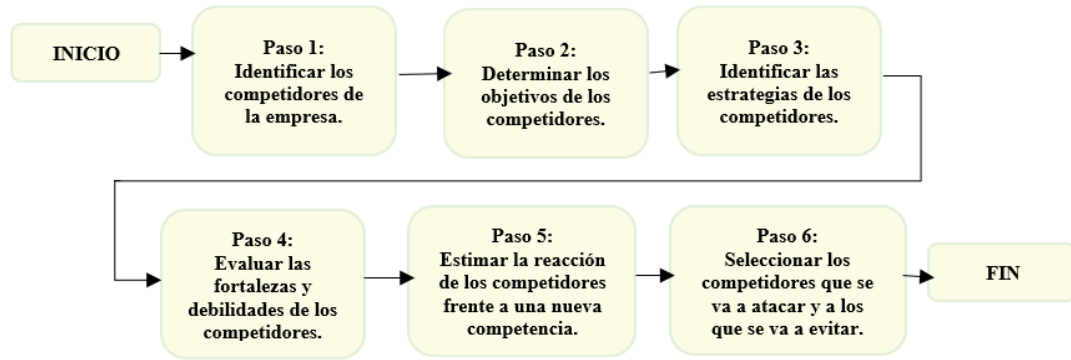 INICIO
Paso 1:
Identificar los
competidores de
la empresa.
Paso 2:
Determinar los
objetivos de los
competidores.
Paso 3:
Identificar las
estrategias de los
competidores.
Paso 4:
Evaluar las
fortalezas y
debilidades de los
competidores.
Paso 5:
Estimar la reacción
de los competidores
frente a una nueva
competencia.
Paso 6:
Seleccionar los
competidores que se
va a atacar y a los
que se va a evitar.
FIN